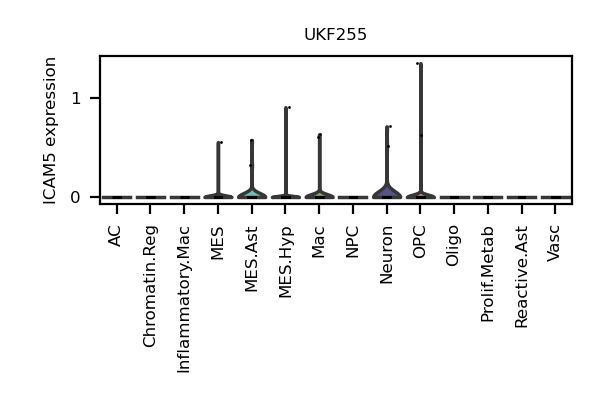 UKF255
ICAM5 expression
1
0
AC
Chromatin.Reg
Inflammatory.Mac
MES
MES.Ast
MES.Hyp
Mac
NPC
Neuron
OPC
Oligo
Prolif.Metab
Reactive.Ast
Vasc